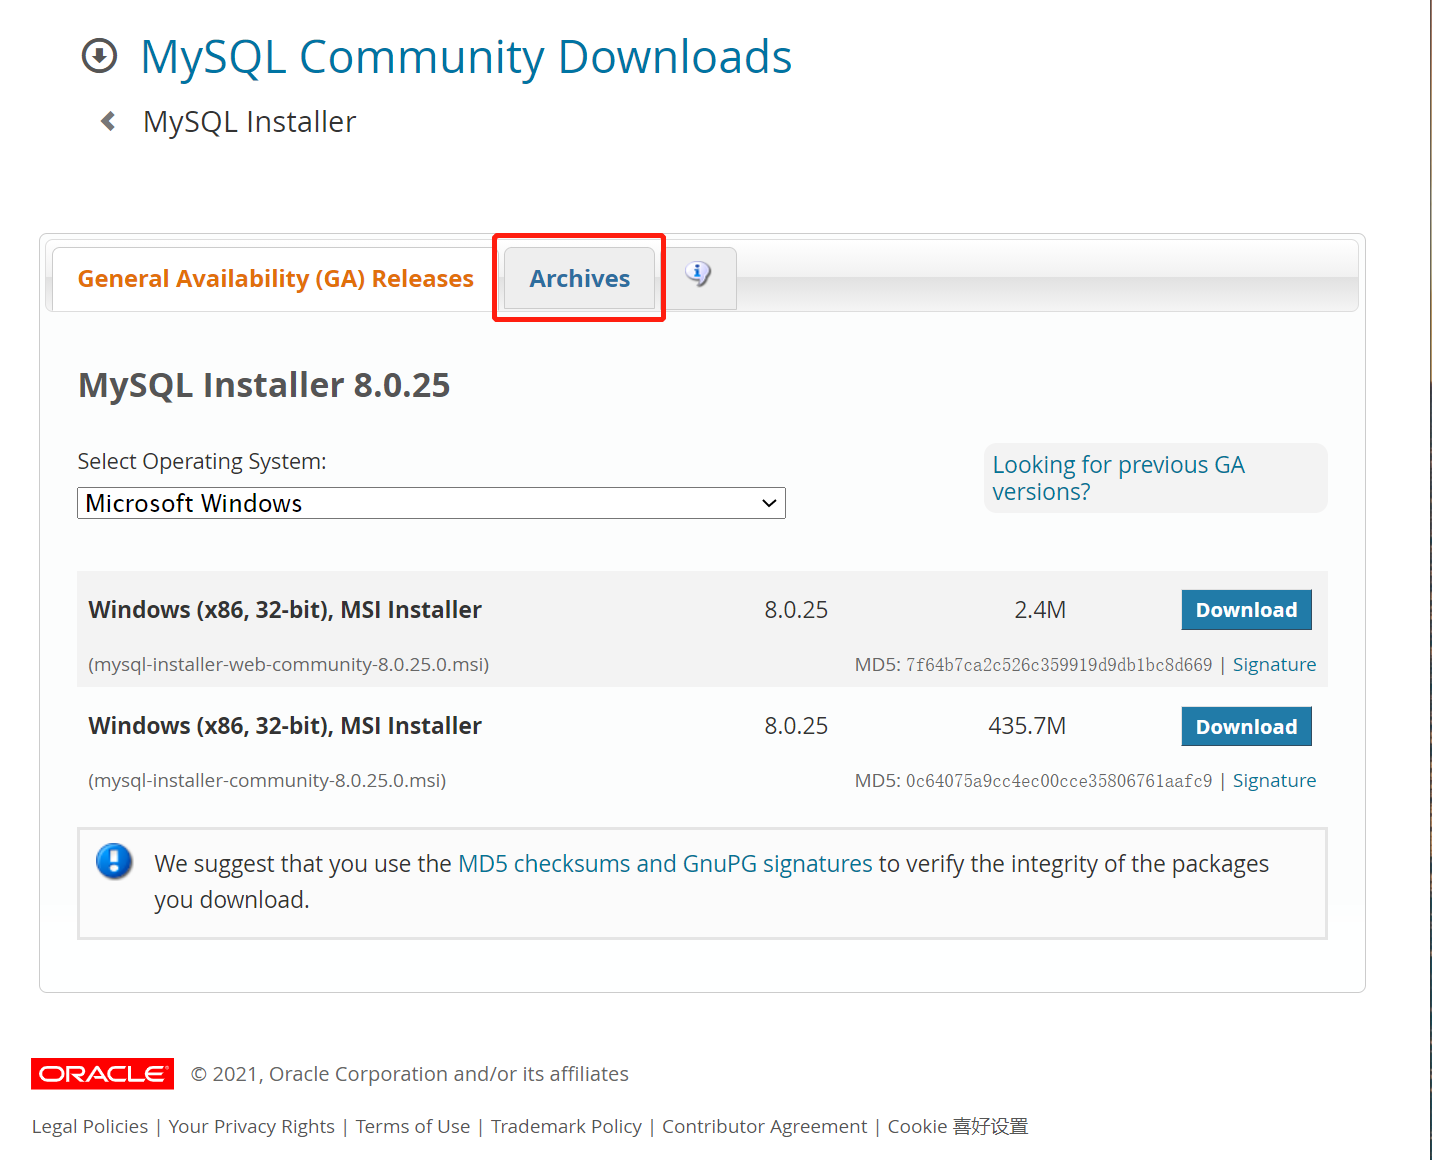 MySQL Community Downloads
MySQL Installer
General Availability (GA) Releases
Archives
MySQL Installer 8.0.25
Select Operating System:
Looking for previous GA
versions?
Microsoft Windows
Windows (x86, 32-bit), MSI Installer 8.0.25 2.4M Download
(mysql-installer-web-community-8.0.25.0.msi) MD5: 7f64b7ca2c526c359919d9db1bc8d669 | Signature
Windows (x86, 32-bit), MSI Installer 8.0.25 435.7M Download
(mysql-installer-community-8.0.25.0.msi) MD5: 0c64075a9cc4ec00cce35806761aafc9 | Signature
We suggest that you use the MD5 checksums and GnuPG signatures to verify the integrity of the packages
you download.
ORACLE © 2021, Oracle Corporation and/or its affiliates
Legal Policies | Your Privacy Rights | Terms of Use | Trademark Policy | Contributor Agreement | Cookie 喜好设置